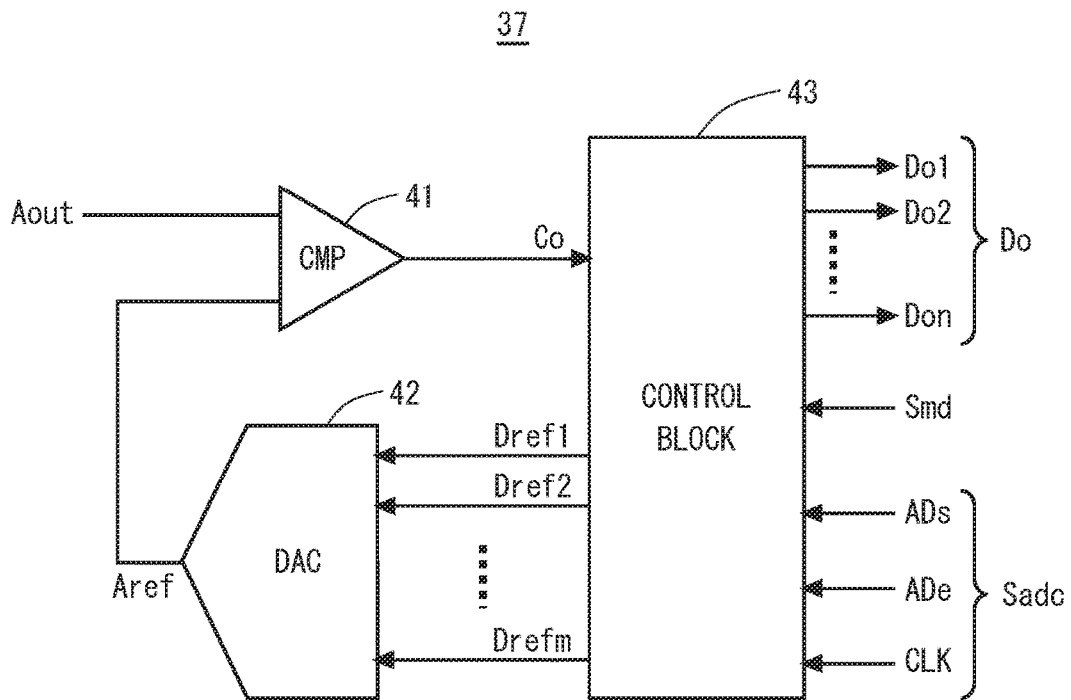 37
43
41
Aout
CMP
Co
Do1
Do2
Don
Do
42
CONTROL
BLOCK
Smd
Dref1
Dref2
Drefm
DAC
Aref
ADs
ADe
CLK
Sadc